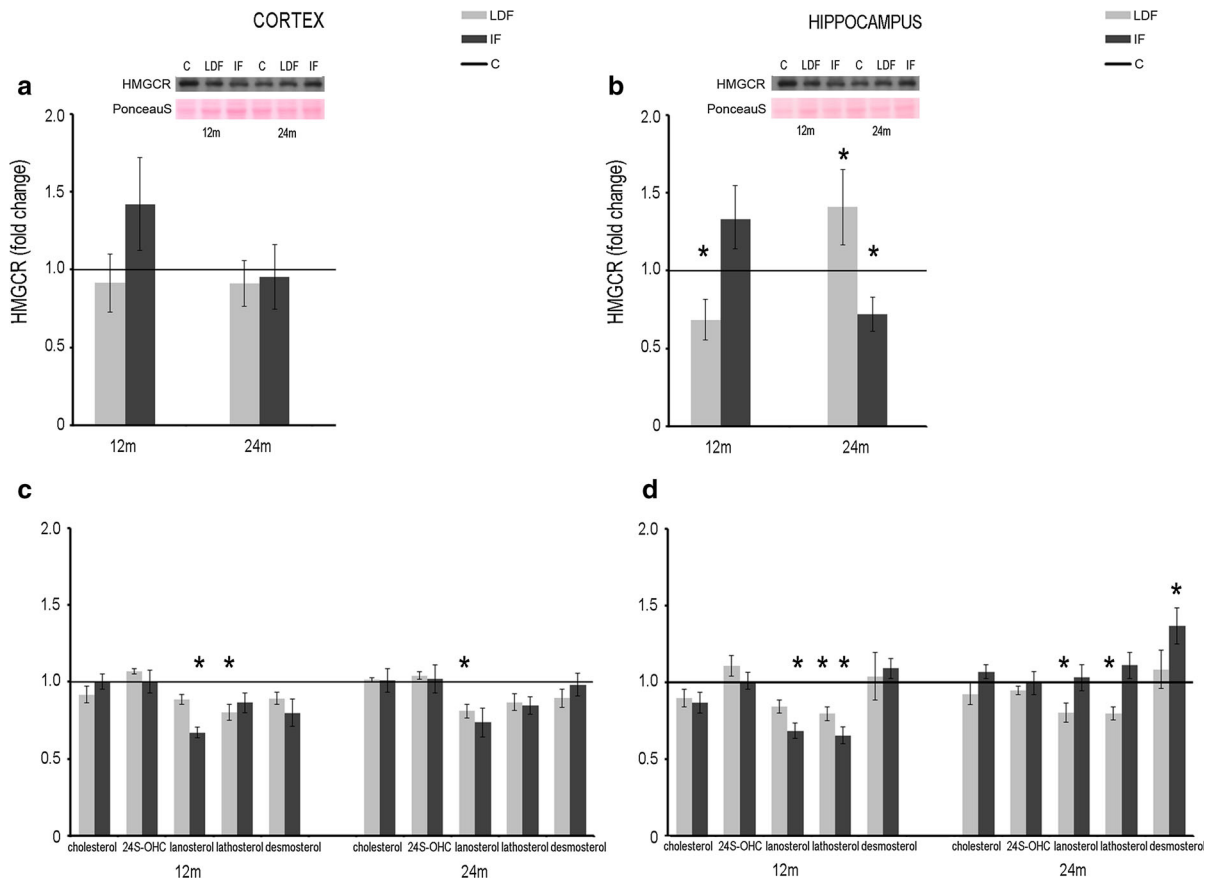 CORTEX
LDF
IF
C
HIPPOCAMPUS
LDF
IF
C
a
C LDF IF C LDF IF
HMGCR
PonceauS
12m 24m
HMGCR (fold change)
2.0
1.5
1.0
0.5
0
12m 24m
b
C LDF IF C LDF IF
HMGCR
PonceauS
12m 24m
HMGCR (fold change)
2.0
1.5
1.0
0.5
0
* * *
12m 24m
c
2.0
1.5
1.0
0.5
0
* * *
cholesterol 24S-OHC lanosterol lathosterol desmosterol cholesterol 24S-OHC lanosterol lathosterol desmosterol
12m 24m
d
2.0
1.5
1.0
0.5
0
* * * * * *
cholesterol 24S-OHC lanosterol lathosterol desmosterol cholesterol 24S-OHC lanosterol lathosterol desmosterol
12m 24m